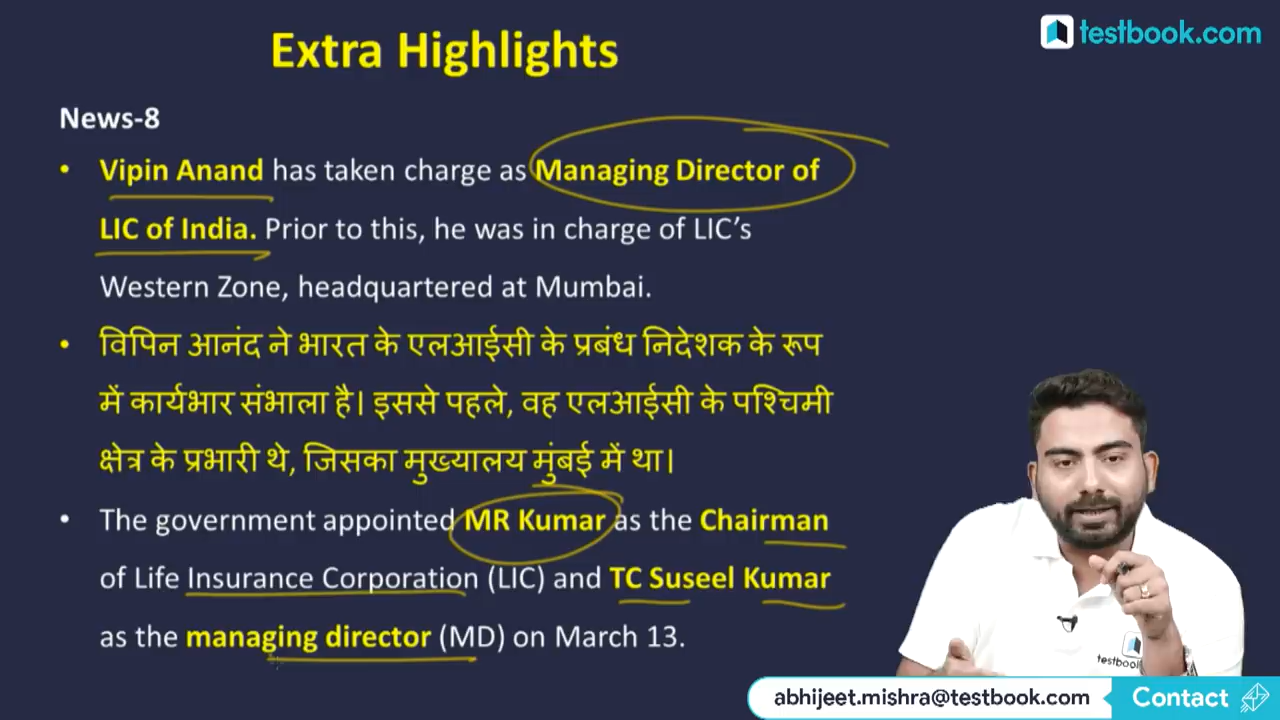 Extra Highlights
testbook.com
News-8
• Vipin Anand has taken charge as Managing Director of
LIC of India. Prior to this, he was in charge of LIC's
Western Zone, headquartered at Mumbai.
• विपिन आनंद ने भारत के एलआईसी के प्रबंध निदेशक के रूप
में कार्यभार संभाला है। इससे पहले, वह एलआईसी के पश्चिमी
क्षेत्र के प्रभारी थे, जिसका मुख्यालय मुंबई में था।
• The government appointed MR Kumar as the Chairman
of Life Insurance Corporation (LIC) and TC Suseel Kumar
as the managing director (MD) on March 13.
testbook
abhijeet.mishra@testbook.com
Contact